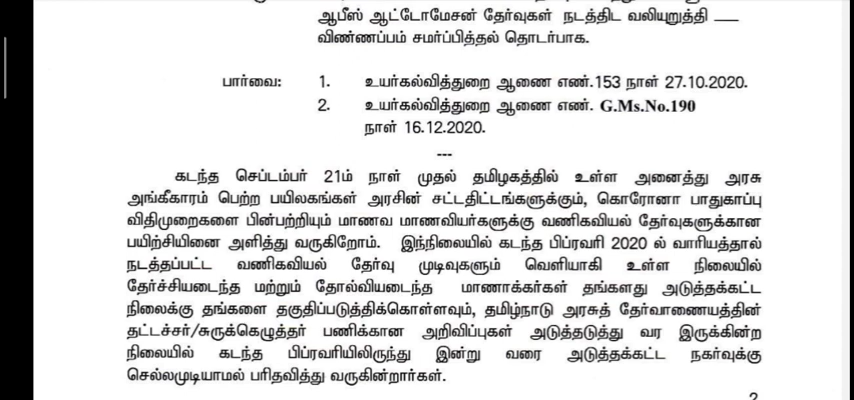 ஆபீஸ் ஆட்டோமேசன் தேர்வுகள் நடத்திட வலியுறுத்தி ___
விண்ணப்பம் சமர்ப்பித்தல் தொடர்பாக.
பார்வை: 1. உயர்கல்வித்துறை ஆணை எண்.153 நாள் 27.10.2020.
2. உயர்கல்வித்துறை ஆணை எண். G.Ms.No.190
நாள் 16.12.2020.
---
கடந்த செப்டம்பர் 21ம் நாள் முதல் தமிழகத்தில் உள்ள அனைத்து அரசு
அங்கீகாரம் பெற்ற பயிலகங்கள் அரசின் சட்டதிட்டங்களுக்கும், கொரோனா பாதுகாப்பு
விதிமுறைகளை பின்பற்றியும் மாணவ மாணவியர்களுக்கு வணிகவியல் தேர்வுகளுக்கான
பயிற்சியினை அளித்து வருகிறோம். இந்நிலையில் கடந்த பிப்ரவரி 2020 ல் வாரியத்தால்
நடத்தப்பட்ட வணிகவியல் தேர்வு முடிவுகளும் வெளியாகி உள்ள நிலையில்
தேர்ச்சியடைந்த மற்றும் தோல்வியடைந்த மாணாக்கர்கள் தங்களது அடுத்தக்கட்ட
நிலைக்கு தங்களை தகுதிப்படுத்திக்கொள்ளவும், தமிழ்நாடு அரசுத் தேர்வாணையத்தின்
தட்டச்சர்/சுருக்கெழுத்தர் பணிக்கான அறிவிப்புகள் அடுத்தடுத்து வர இருக்கின்ற
நிலையில் கடந்த பிப்ரவரியிலிருந்து இன்று வரை அடுத்தக்கட்ட நகர்வுக்கு
செல்லமுடியாமல் பரிதவித்து வருகின்றார்கள்.